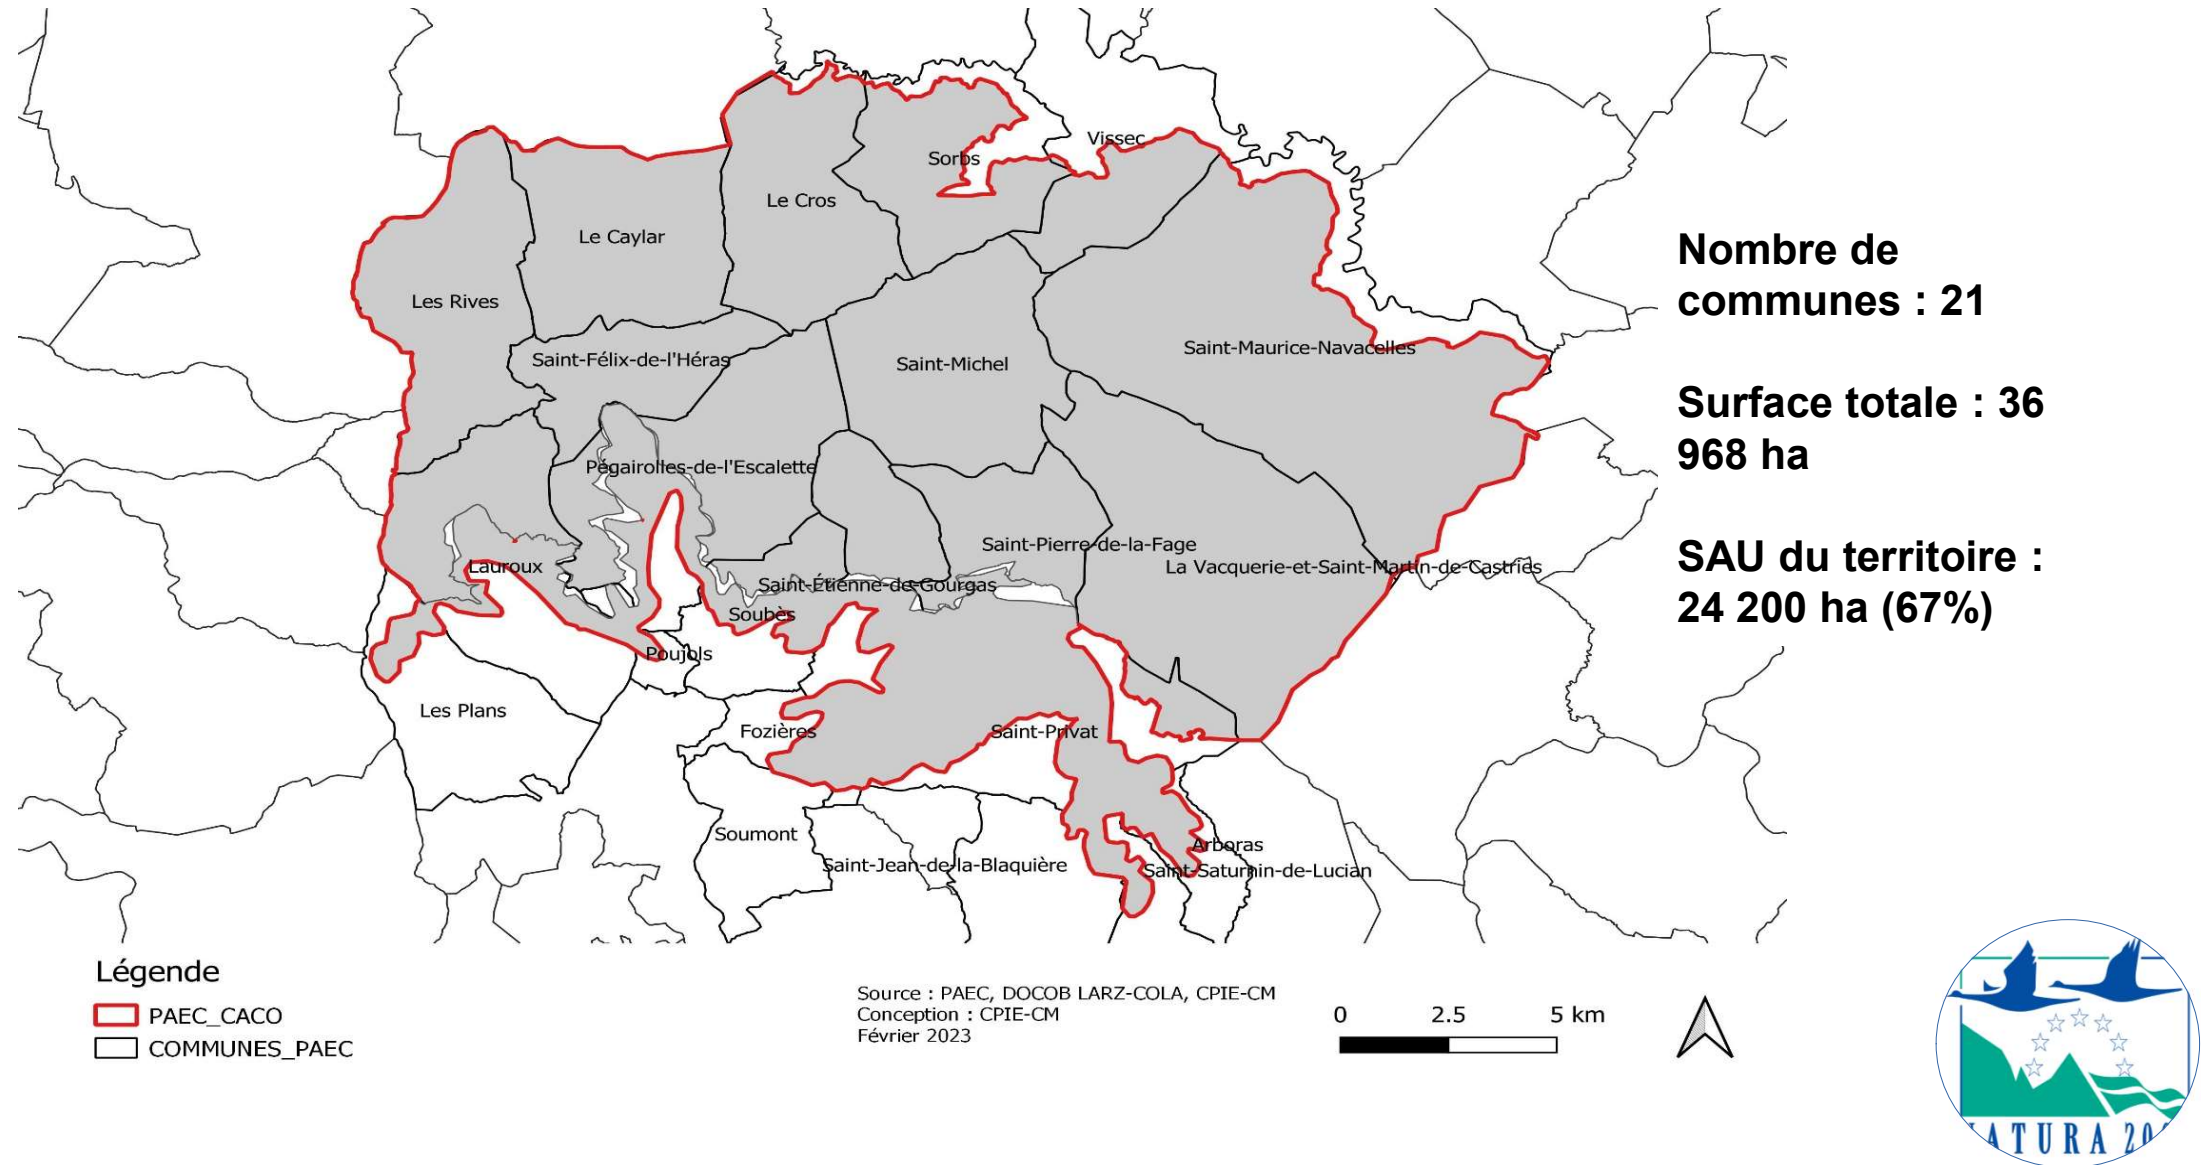 Vissec
Sorbs
Le Cros
Le Caylar
Les Rives
Saint-Maurice-Navacelles
Saint-Félix-de-l'Héras
Saint-Michel
Pégairolles-de-l'Escalette
Saint-Pierre-de-la-Fage
Lauroux
La Vacquerie-et-Saint-Martin-de-Castries
Saint-Étienne-de-Gourgas
Soubès
Poujols
Les Plans
Fozières
Saint-Privat
Soumont
Arboras
Saint-Jean-de-la-Blaquière
Saint-Saturnin-de-Lucian
Nombre de
communes : 21
Surface totale : 36
968 ha
SAU du territoire :
24 200 ha (67%)
Légende
PAEC_CACO
COMMUNES_PAEC
Source : PAEC, DOCOB LARZ-COLA, CPIE-CM
Conception : CPIE-CM
Février 2023
0 2.5 5 km
NATURA 200